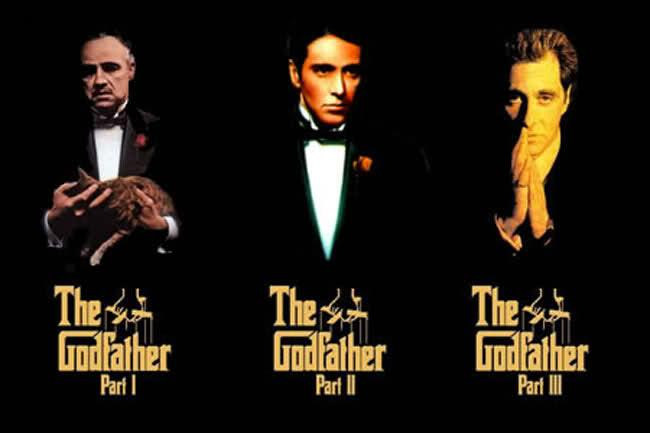 The
Godfather
Part I
The
Godfather
Part II
The
Godfather
Part III